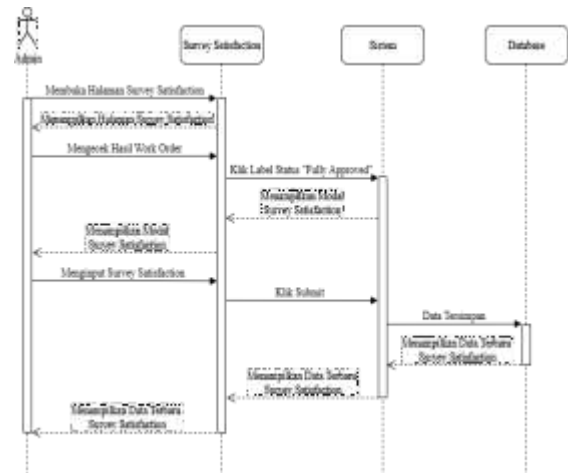 Survey Satisfaction
Sistem
Database
Admin
Membuka Halaman Survey Satisfaction
Menampilkan Halaman Survey Satisfaction
Mengecek Hasil Work Order
Klik Label Status "Fully Approved"
Menampilkan Modal
Survey Satisfaction
Menampilkan Modal
Survey Satisfaction
Menginput Survey Satisfaction
Klik Submit
Data Tersimpan
Menampilkan Data Terbaru
Survey Satisfaction
Menampilkan Data Terbaru
Survey Satisfaction
Menampilkan Data Terbaru
Survey Satisfaction